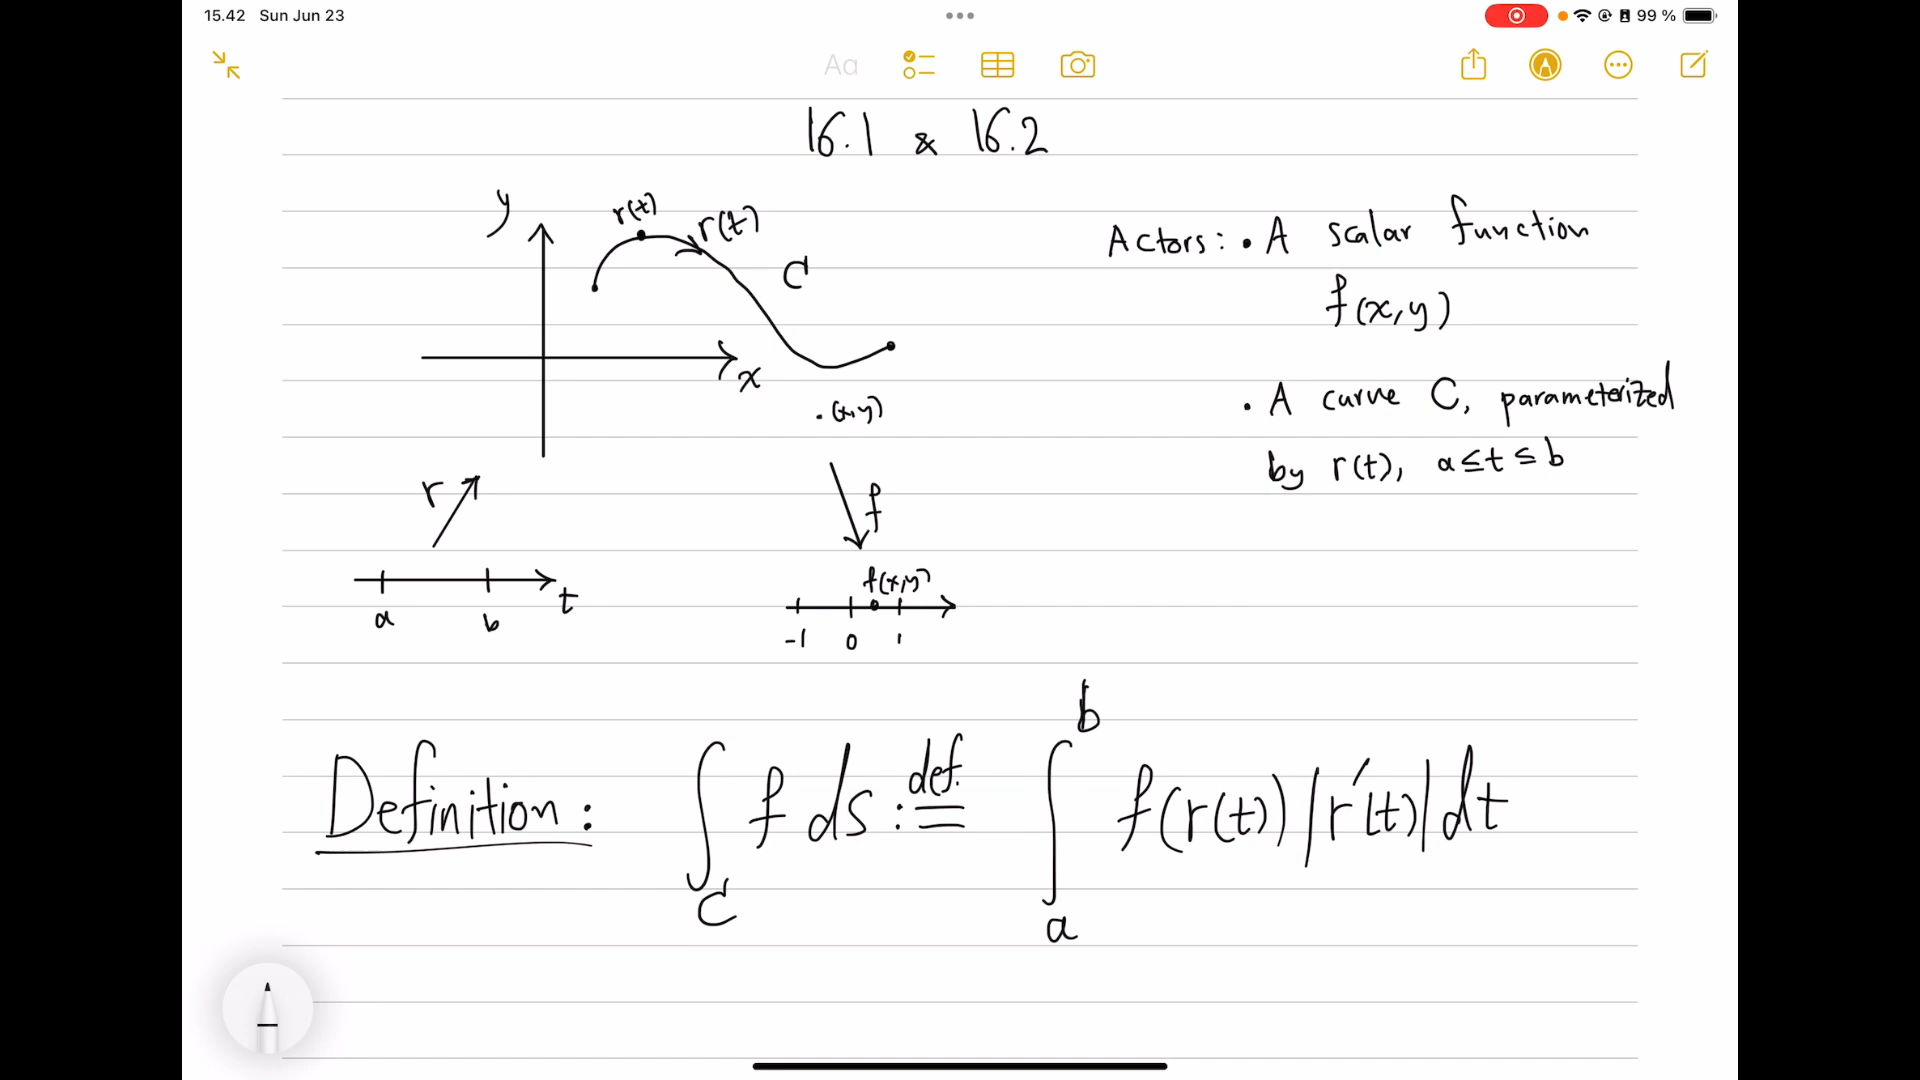 15.42 Sun Jun 23
99 %
Aa
16.1 & 16.2
y
r(t)
r(t)
C
x
.(x,y)
Actors: • A scalar function
f(x,y)
• A curve C, parameterized
by r(t), a≤t≤b
r
f
a b t
f(x,y)
-1 0 1
Definition: ∫_C f ds :=^{def.} ∫_a^b f(r(t)) |r'(t)| dt